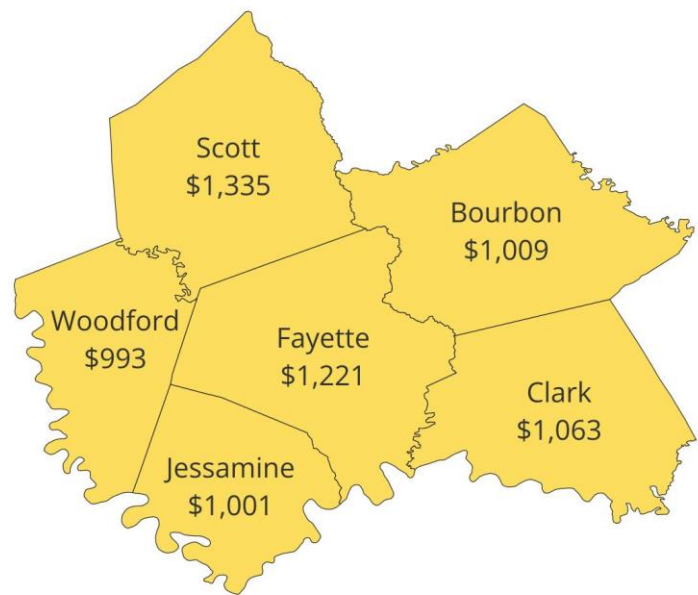 Scott
$1,335
Bourbon
$1,009
Woodford
$993
Fayette
$1,221
Clark
$1,063
Jessamine
$1,001